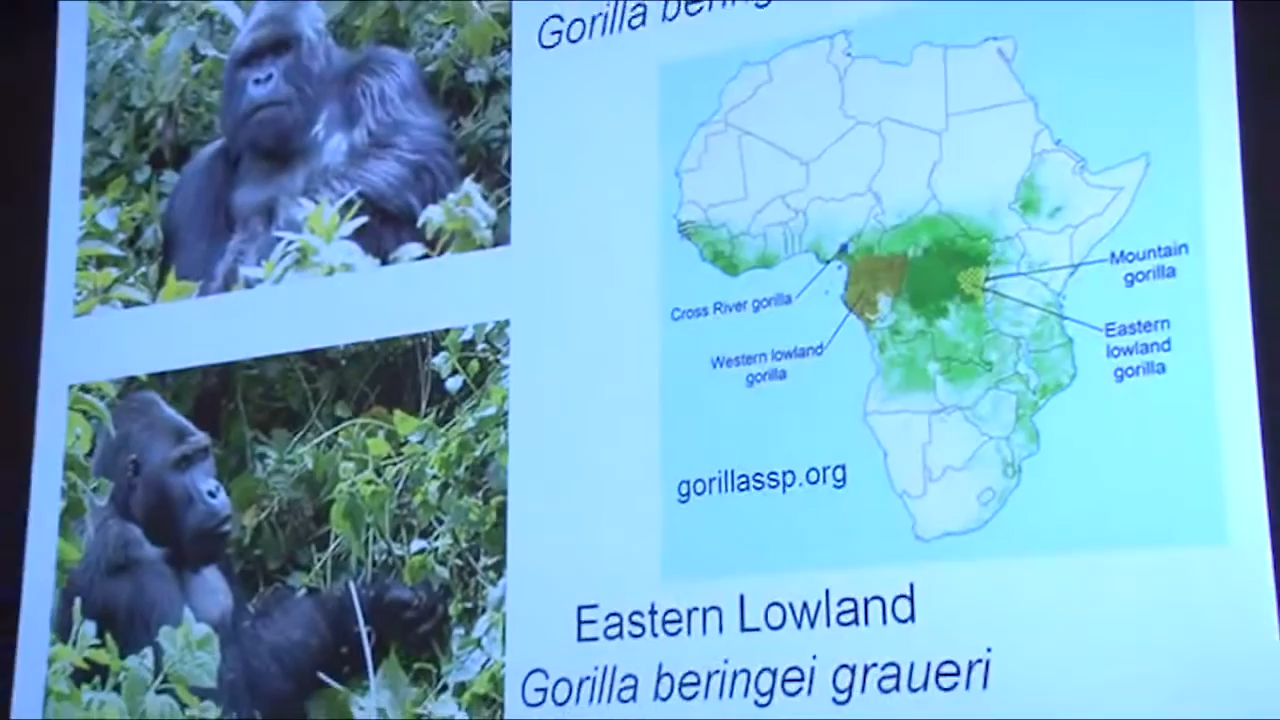 Gorilla
Cross River gorilla
Mountain
gorilla
Western lowland
gorilla
Eastern
lowland
gorilla
gorillassp.org
Eastern Lowland
Gorilla beringei graueri